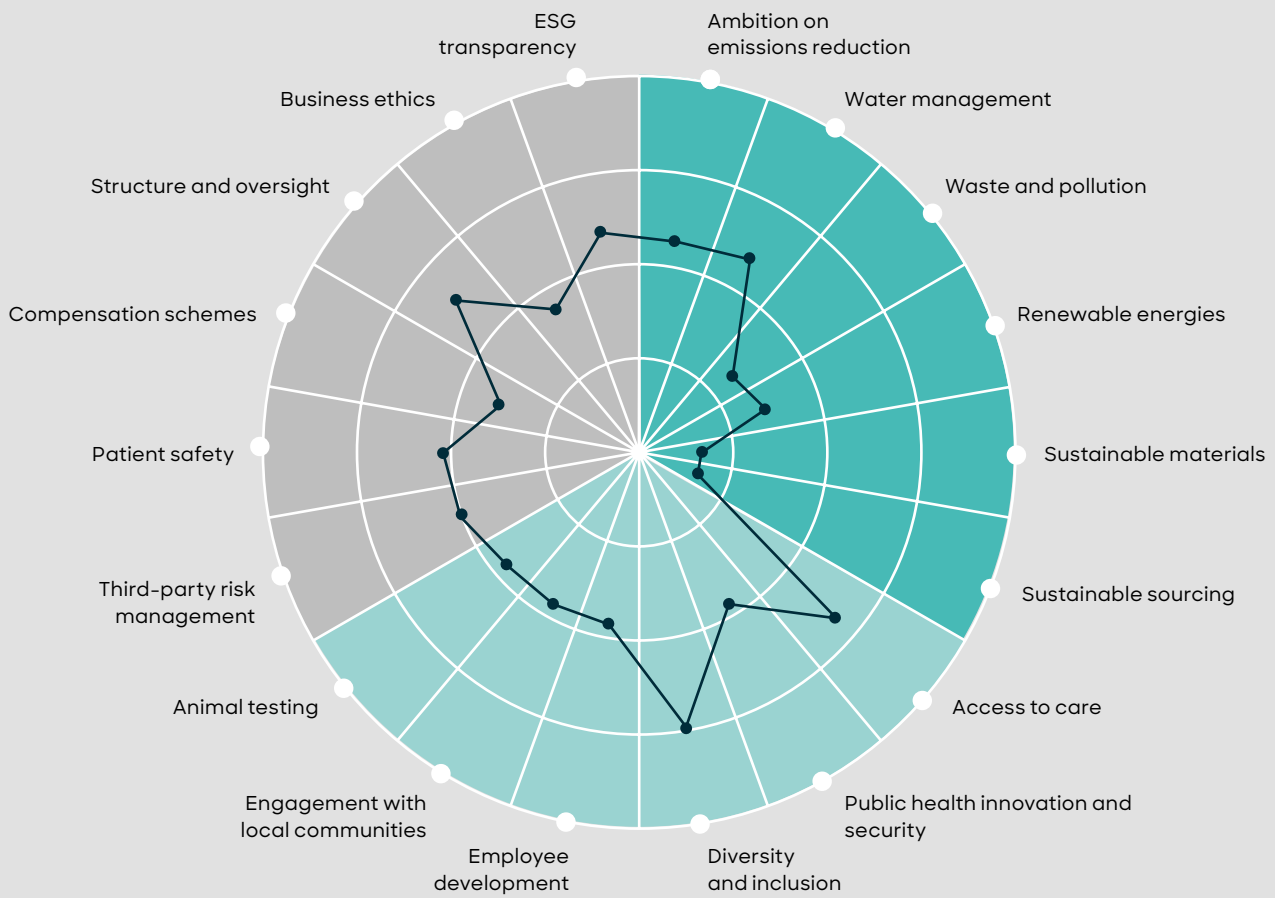 ESG
transparency
Ambition on
emissions reduction
Business ethics
Water management
Structure and oversight
Waste and pollution
Compensation schemes
Renewable energies
Patient safety
Sustainable materials
Third-party risk
management
Sustainable sourcing
Animal testing
Access to care
Engagement with
local communities
Public health innovation and
security
Employee
development
Diversity
and inclusion